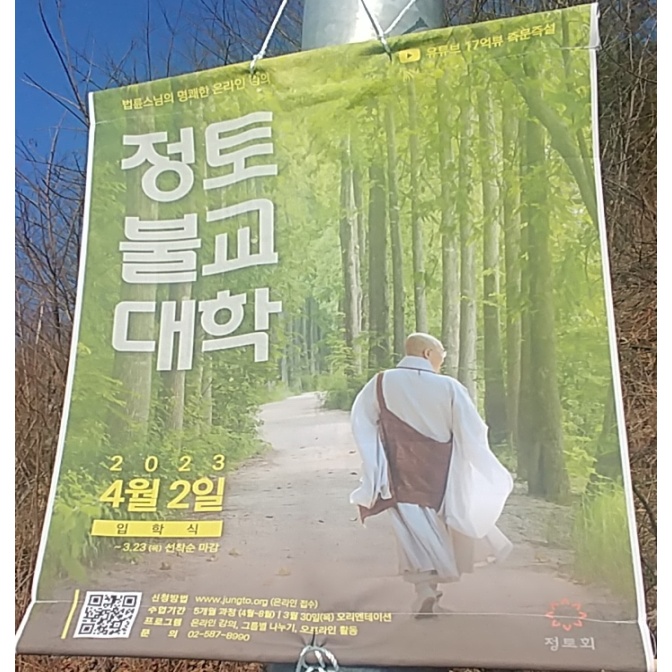 법륜스님의 명쾌한 온라인 강의
유튜브 17억뷰 즉문즉설
정토
불교
대학
2023
4월 2일
입학식
~3.23(목) 선착순 마감
신청방법 www.jungto.org (온라인 접수)
수업기간 5개월 과정 (4월~8월) | 3월 30일(목) 오리엔테이션
프로그램 온라인 강의, 그룹별 나누기, 오프라인 활동
문의 02-587-8990
정토회